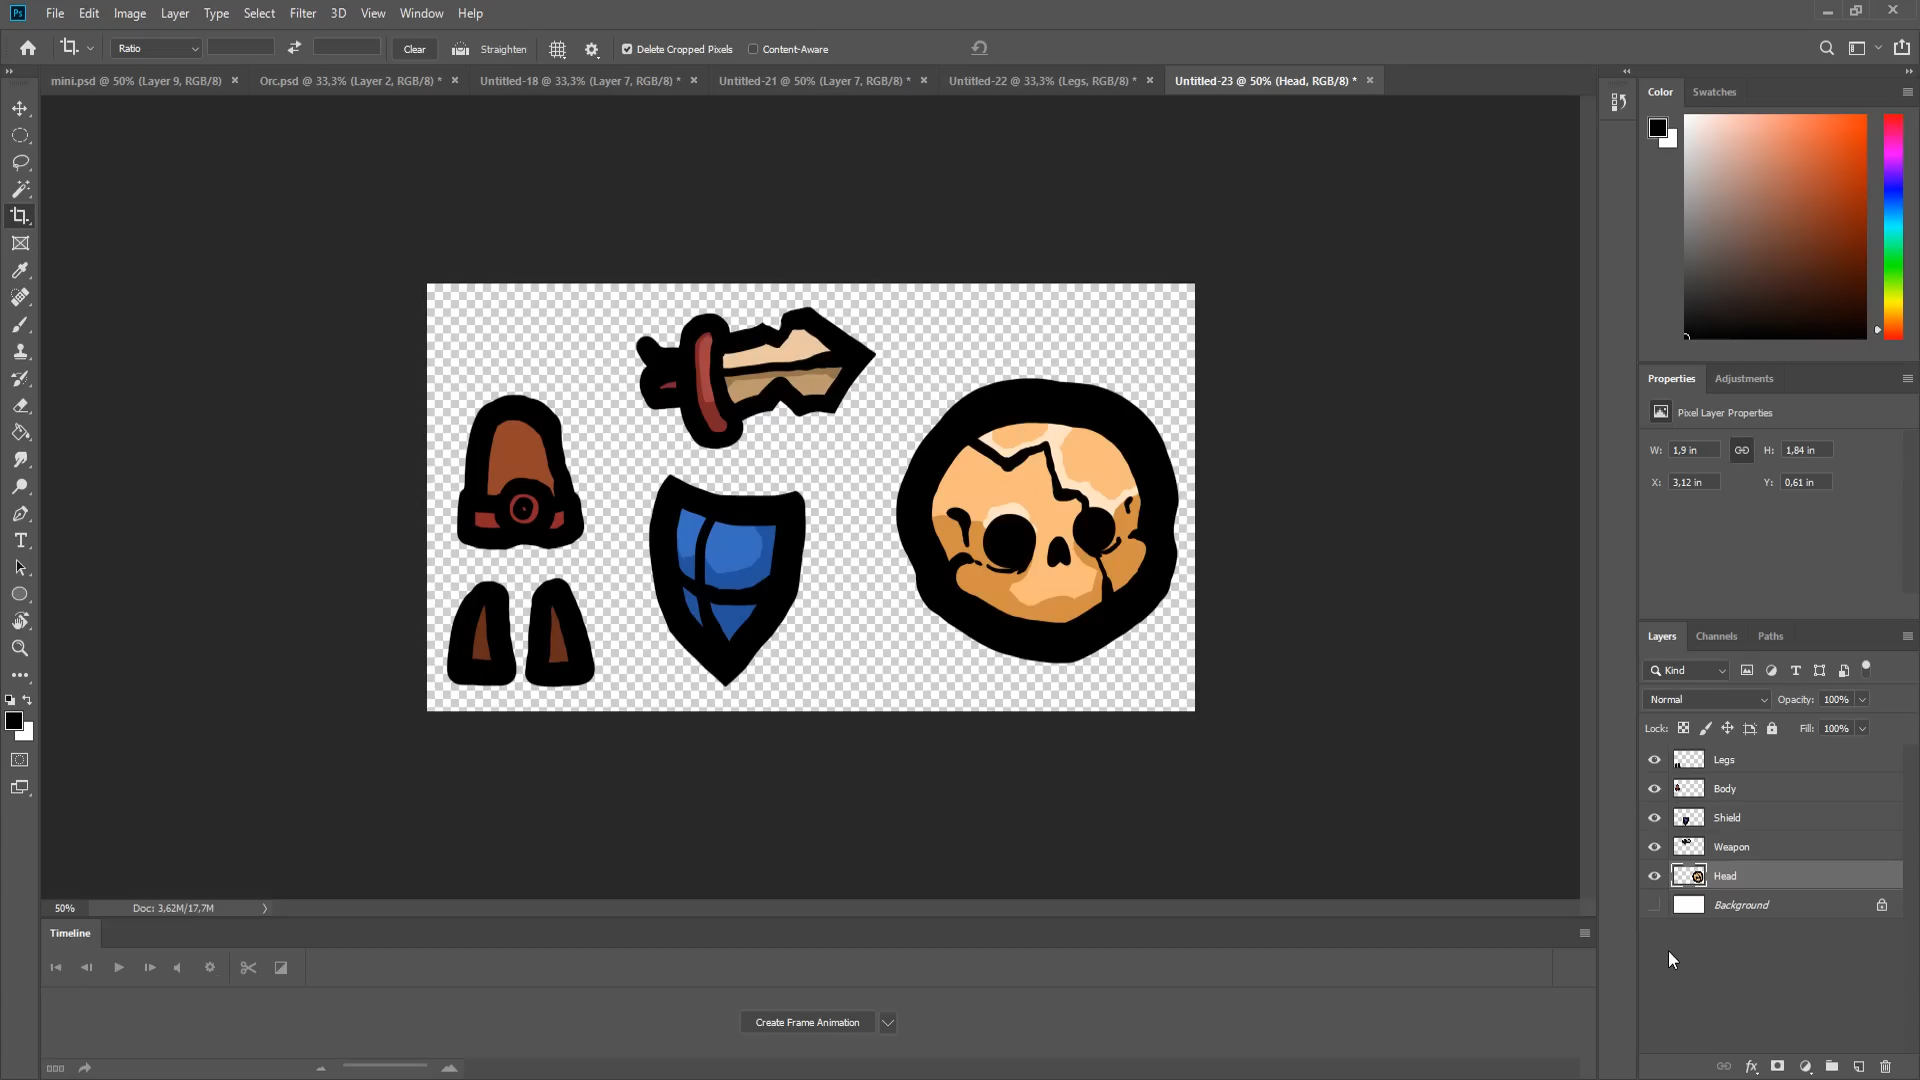 Ps File Edit Image Layer Type Select Filter 3D View Window Help
Ratio Clear Straighten Delete Cropped Pixels Content-Aware
mini.psd @ 50% (Layer 9, RGB/8) Orc.psd @ 33,3% (Layer 2, RGB/8) * Untitled-18 @ 33,3% (Layer 7, RGB/8) * Untitled-21 @ 50% (Layer 7, RGB/8) * Untitled-22 @ 33,3% (Legs, RGB/8) * Untitled-23 @ 50% (Head, RGB/8) *
Color Swatches
Properties Adjustments
Pixel Layer Properties
W: 1,9 in H: 1,84 in
X: 3,12 in Y: 0,61 in
Layers Channels Paths
Kind
Normal Opacity: 100%
Lock: Fill: 100%
Legs
Body
Shield
Weapon
Head
Background
50% Doc: 3,62M/17,7M
Timeline
Create Frame Animation